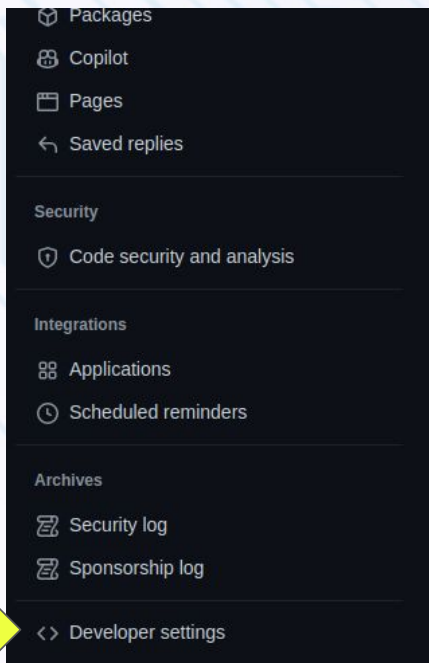 Packages
Copilot
Pages
Saved replies
Security
Code security and analysis
Integrations
Applications
Scheduled reminders
Archives
Security log
Sponsorship log
Developer settings